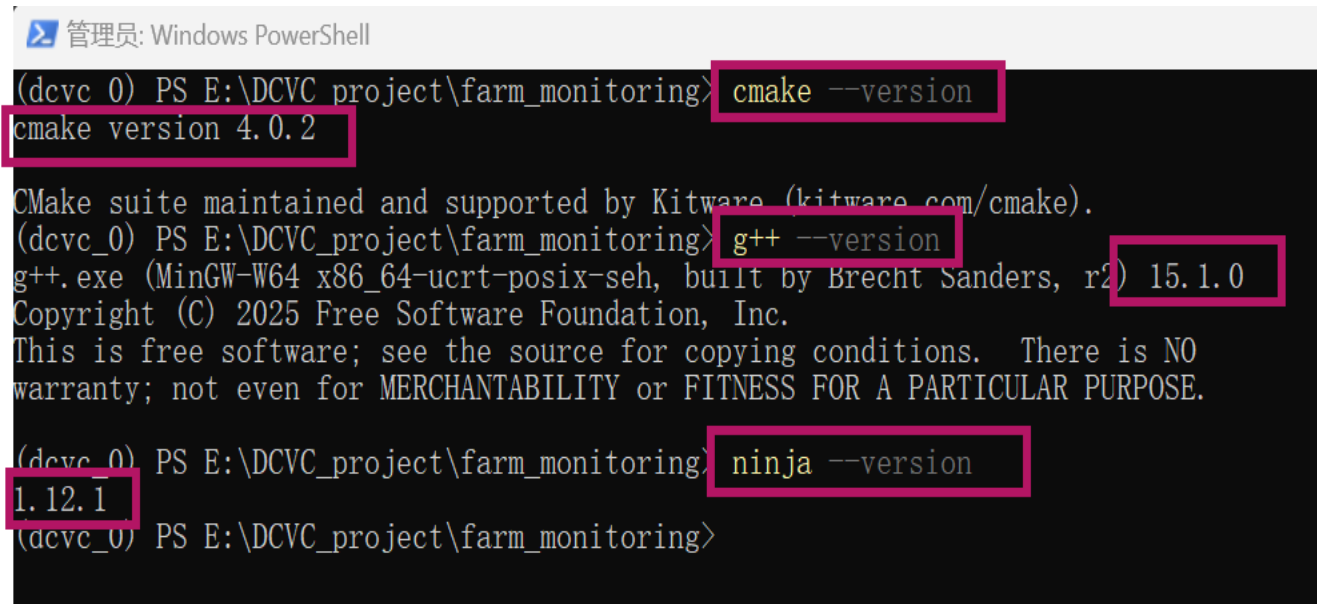 管理员: Windows PowerShell
(dcvc_0) PS E:\DCVC_project\farm_monitoring> cmake --version
cmake version 4.0.2
CMake suite maintained and supported by Kitware (kitware.com/cmake).
(dcvc_0) PS E:\DCVC_project\farm_monitoring> g++ --version
g++.exe (MinGW-W64 x86_64-ucrt-posix-seh, built by Brecht Sanders, r2) 15.1.0
Copyright (C) 2025 Free Software Foundation, Inc.
This is free software; see the source for copying conditions.  There is NO
warranty; not even for MERCHANTABILITY or FITNESS FOR A PARTICULAR PURPOSE.
(dcvc_0) PS E:\DCVC_project\farm_monitoring> ninja --version
1.12.1
(dcvc_0) PS E:\DCVC_project\farm_monitoring>